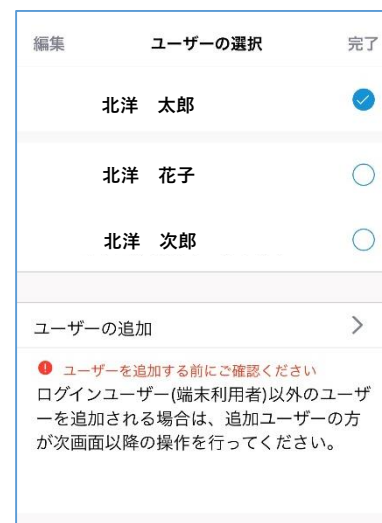 編集 ユーザーの選択 完了
北洋 太郎
北洋 花子
北洋 次郎
ユーザーの追加
ユーザーを追加する前にご確認ください
ログインユーザー(端末利用者)以外のユーザ
ーを追加される場合は、追加ユーザーの方
が次画面以降の操作を行ってください。